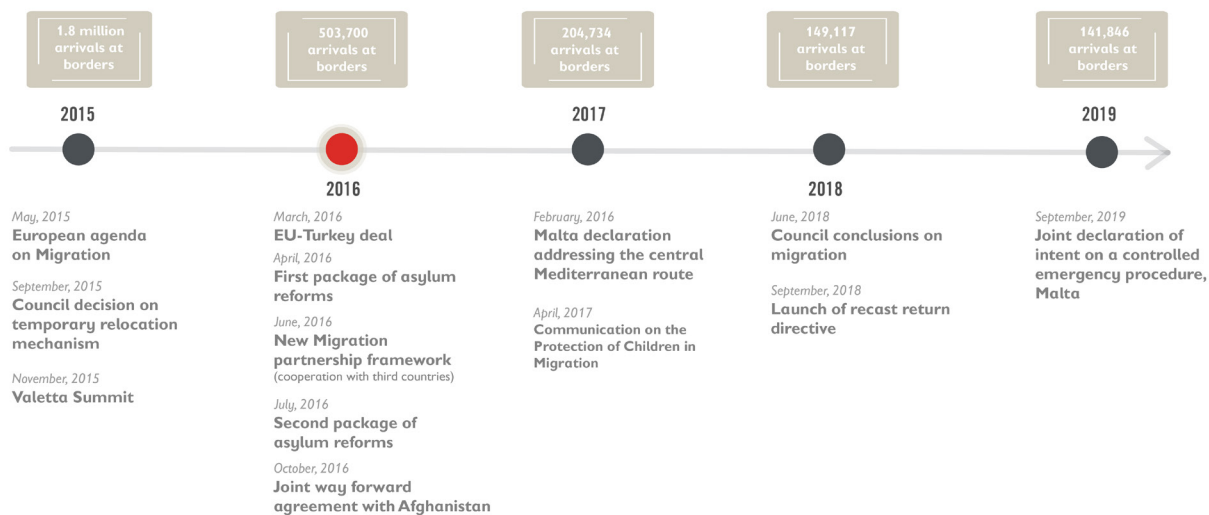 1.8 million
arrivals at
borders
503,700
arrivals at
borders
204,734
arrivals at
borders
149,117
arrivals at
borders
141,846
arrivals at
borders
2015
2016
2017
2018
2019
May, 2015
European agenda
on Migration
September, 2015
Council decision on
temporary relocation
mechanism
November, 2015
Valetta Summit
March, 2016
EU-Turkey deal
April, 2016
First package of asylum
reforms
June, 2016
New Migration
partnership framework
(cooperation with third countries)
July, 2016
Second package of
asylum reforms
October, 2016
Joint way forward
agreement with Afghanistan
February, 2016
Malta declaration
addressing the central
Mediterranean route
April, 2017
Communication on the
Protection of Children in
Migration
June, 2018
Council conclusions on
migration
September, 2018
Launch of recast return
directive
September, 2019
Joint declaration of
intent on a controlled
emergency procedure,
Malta